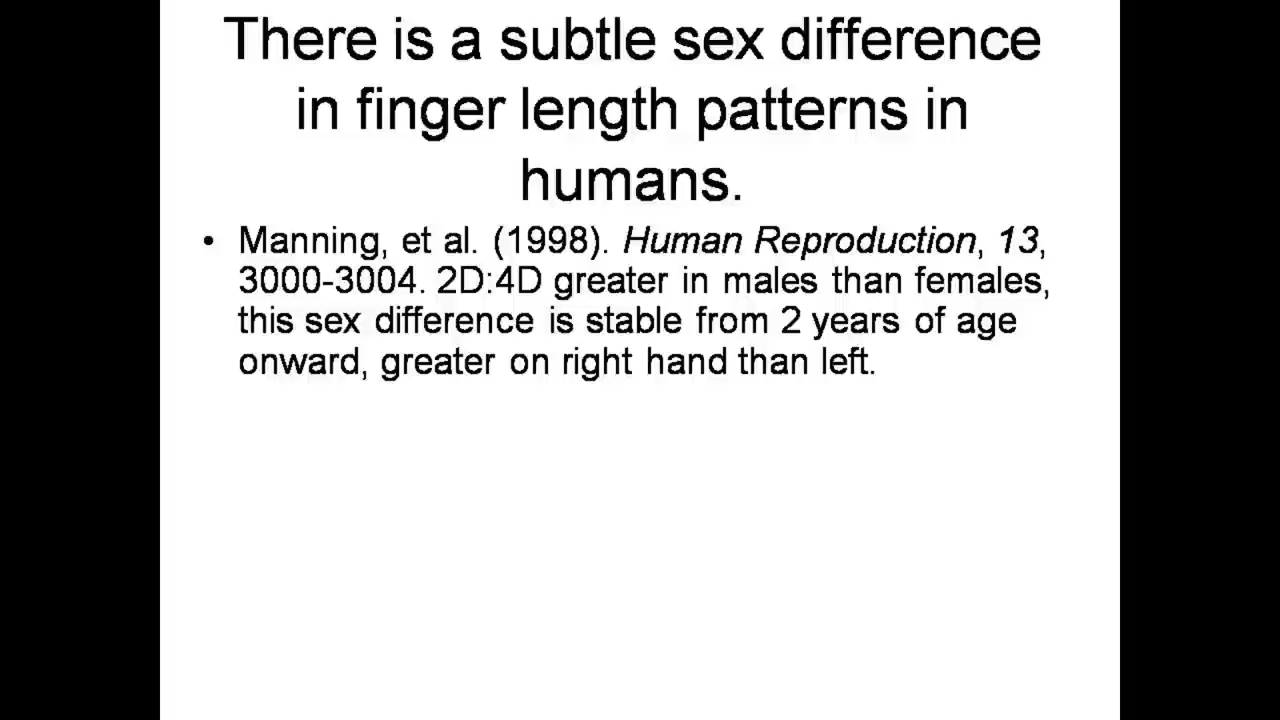 There is a subtle sex difference
in finger length patterns in
humans.
• Manning, et al. (1998). Human Reproduction, 13,
3000-3004. 2D:4D greater in males than females,
this sex difference is stable from 2 years of age
onward, greater on right hand than left.